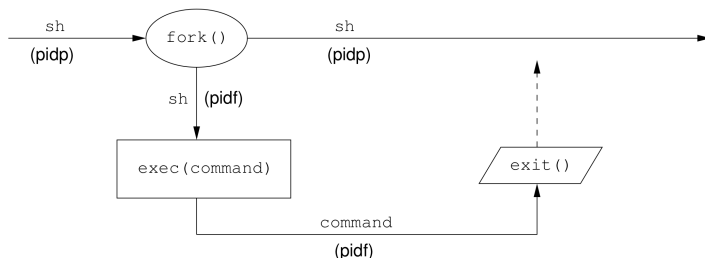 sh
(pidp)
fork()
sh
(pidp)
sh (pidf)
exec(command)
exit()
command
(pidf)